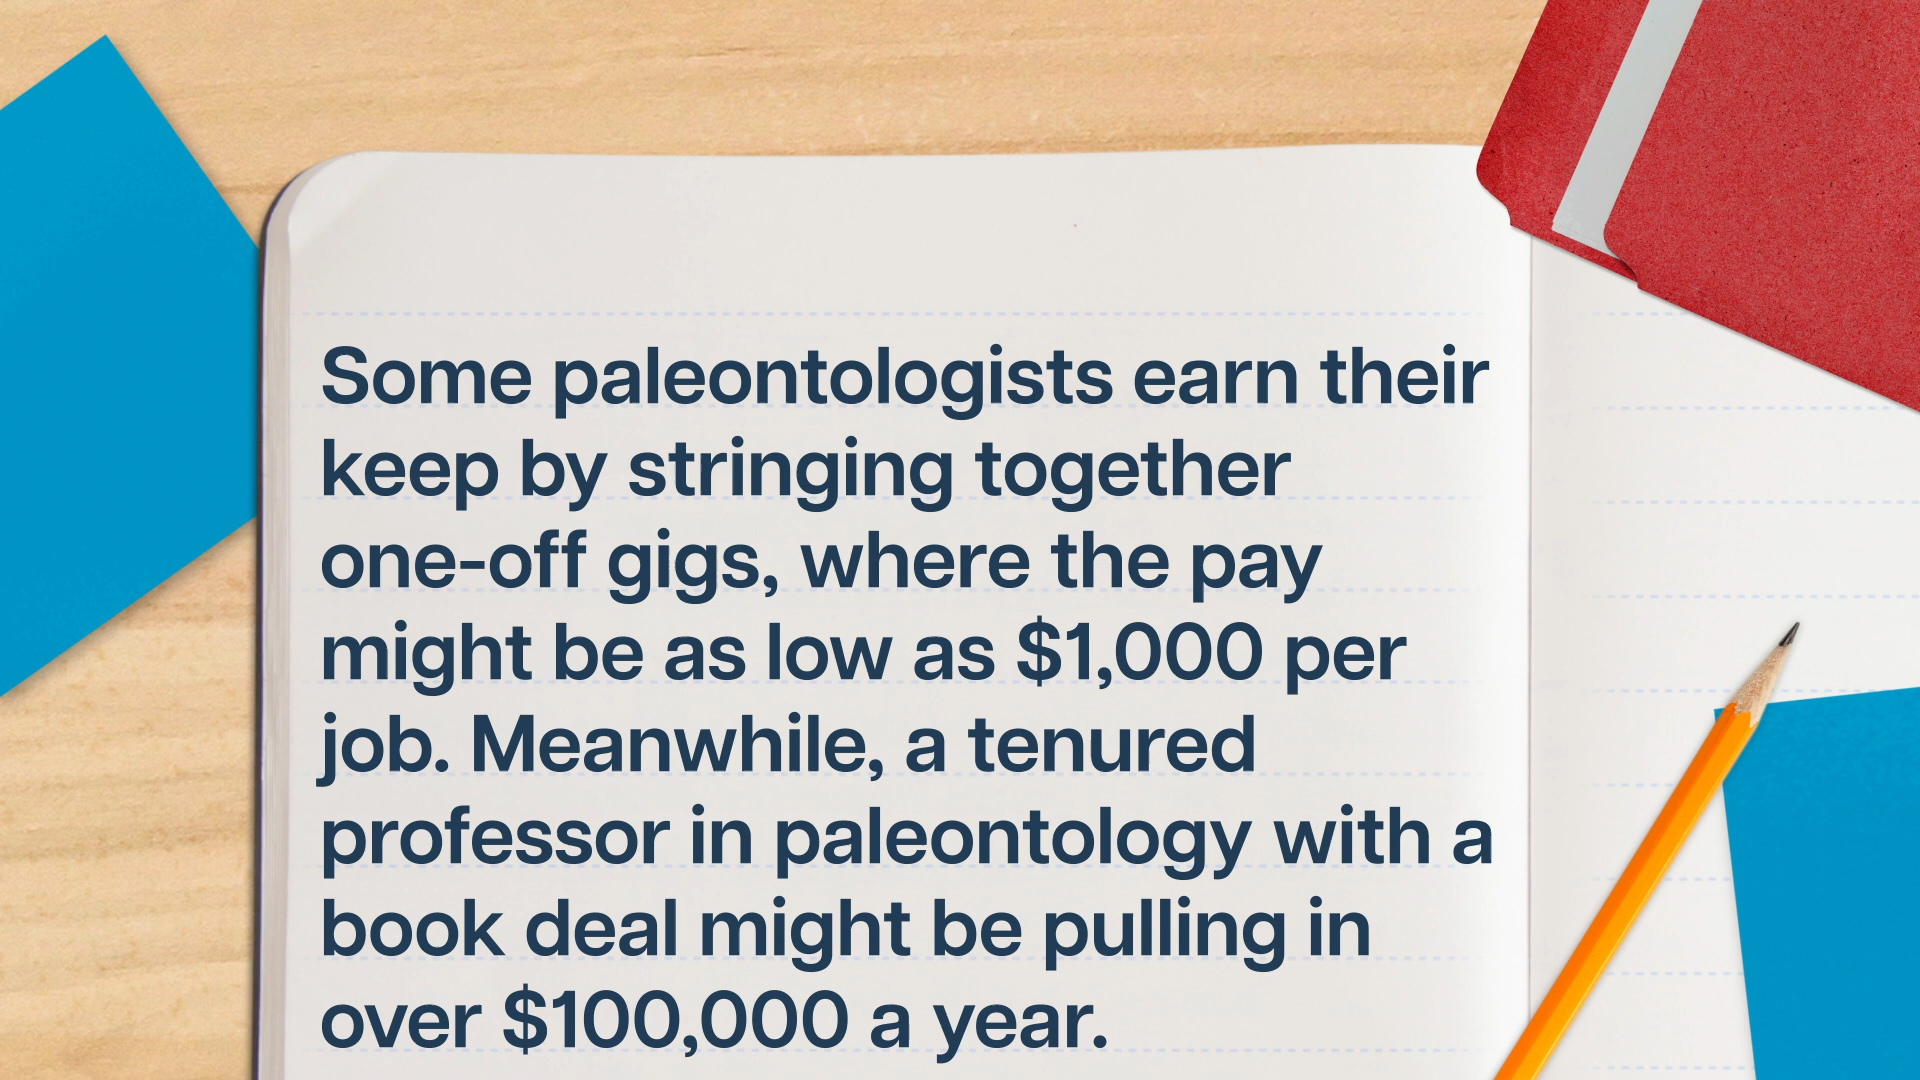 Some paleontologists earn their
keep by stringing together
one-off gigs, where the pay
might be as low as $1,000 per
job. Meanwhile, a tenured
professor in paleontology with a
book deal might be pulling in
over $100,000 a year.